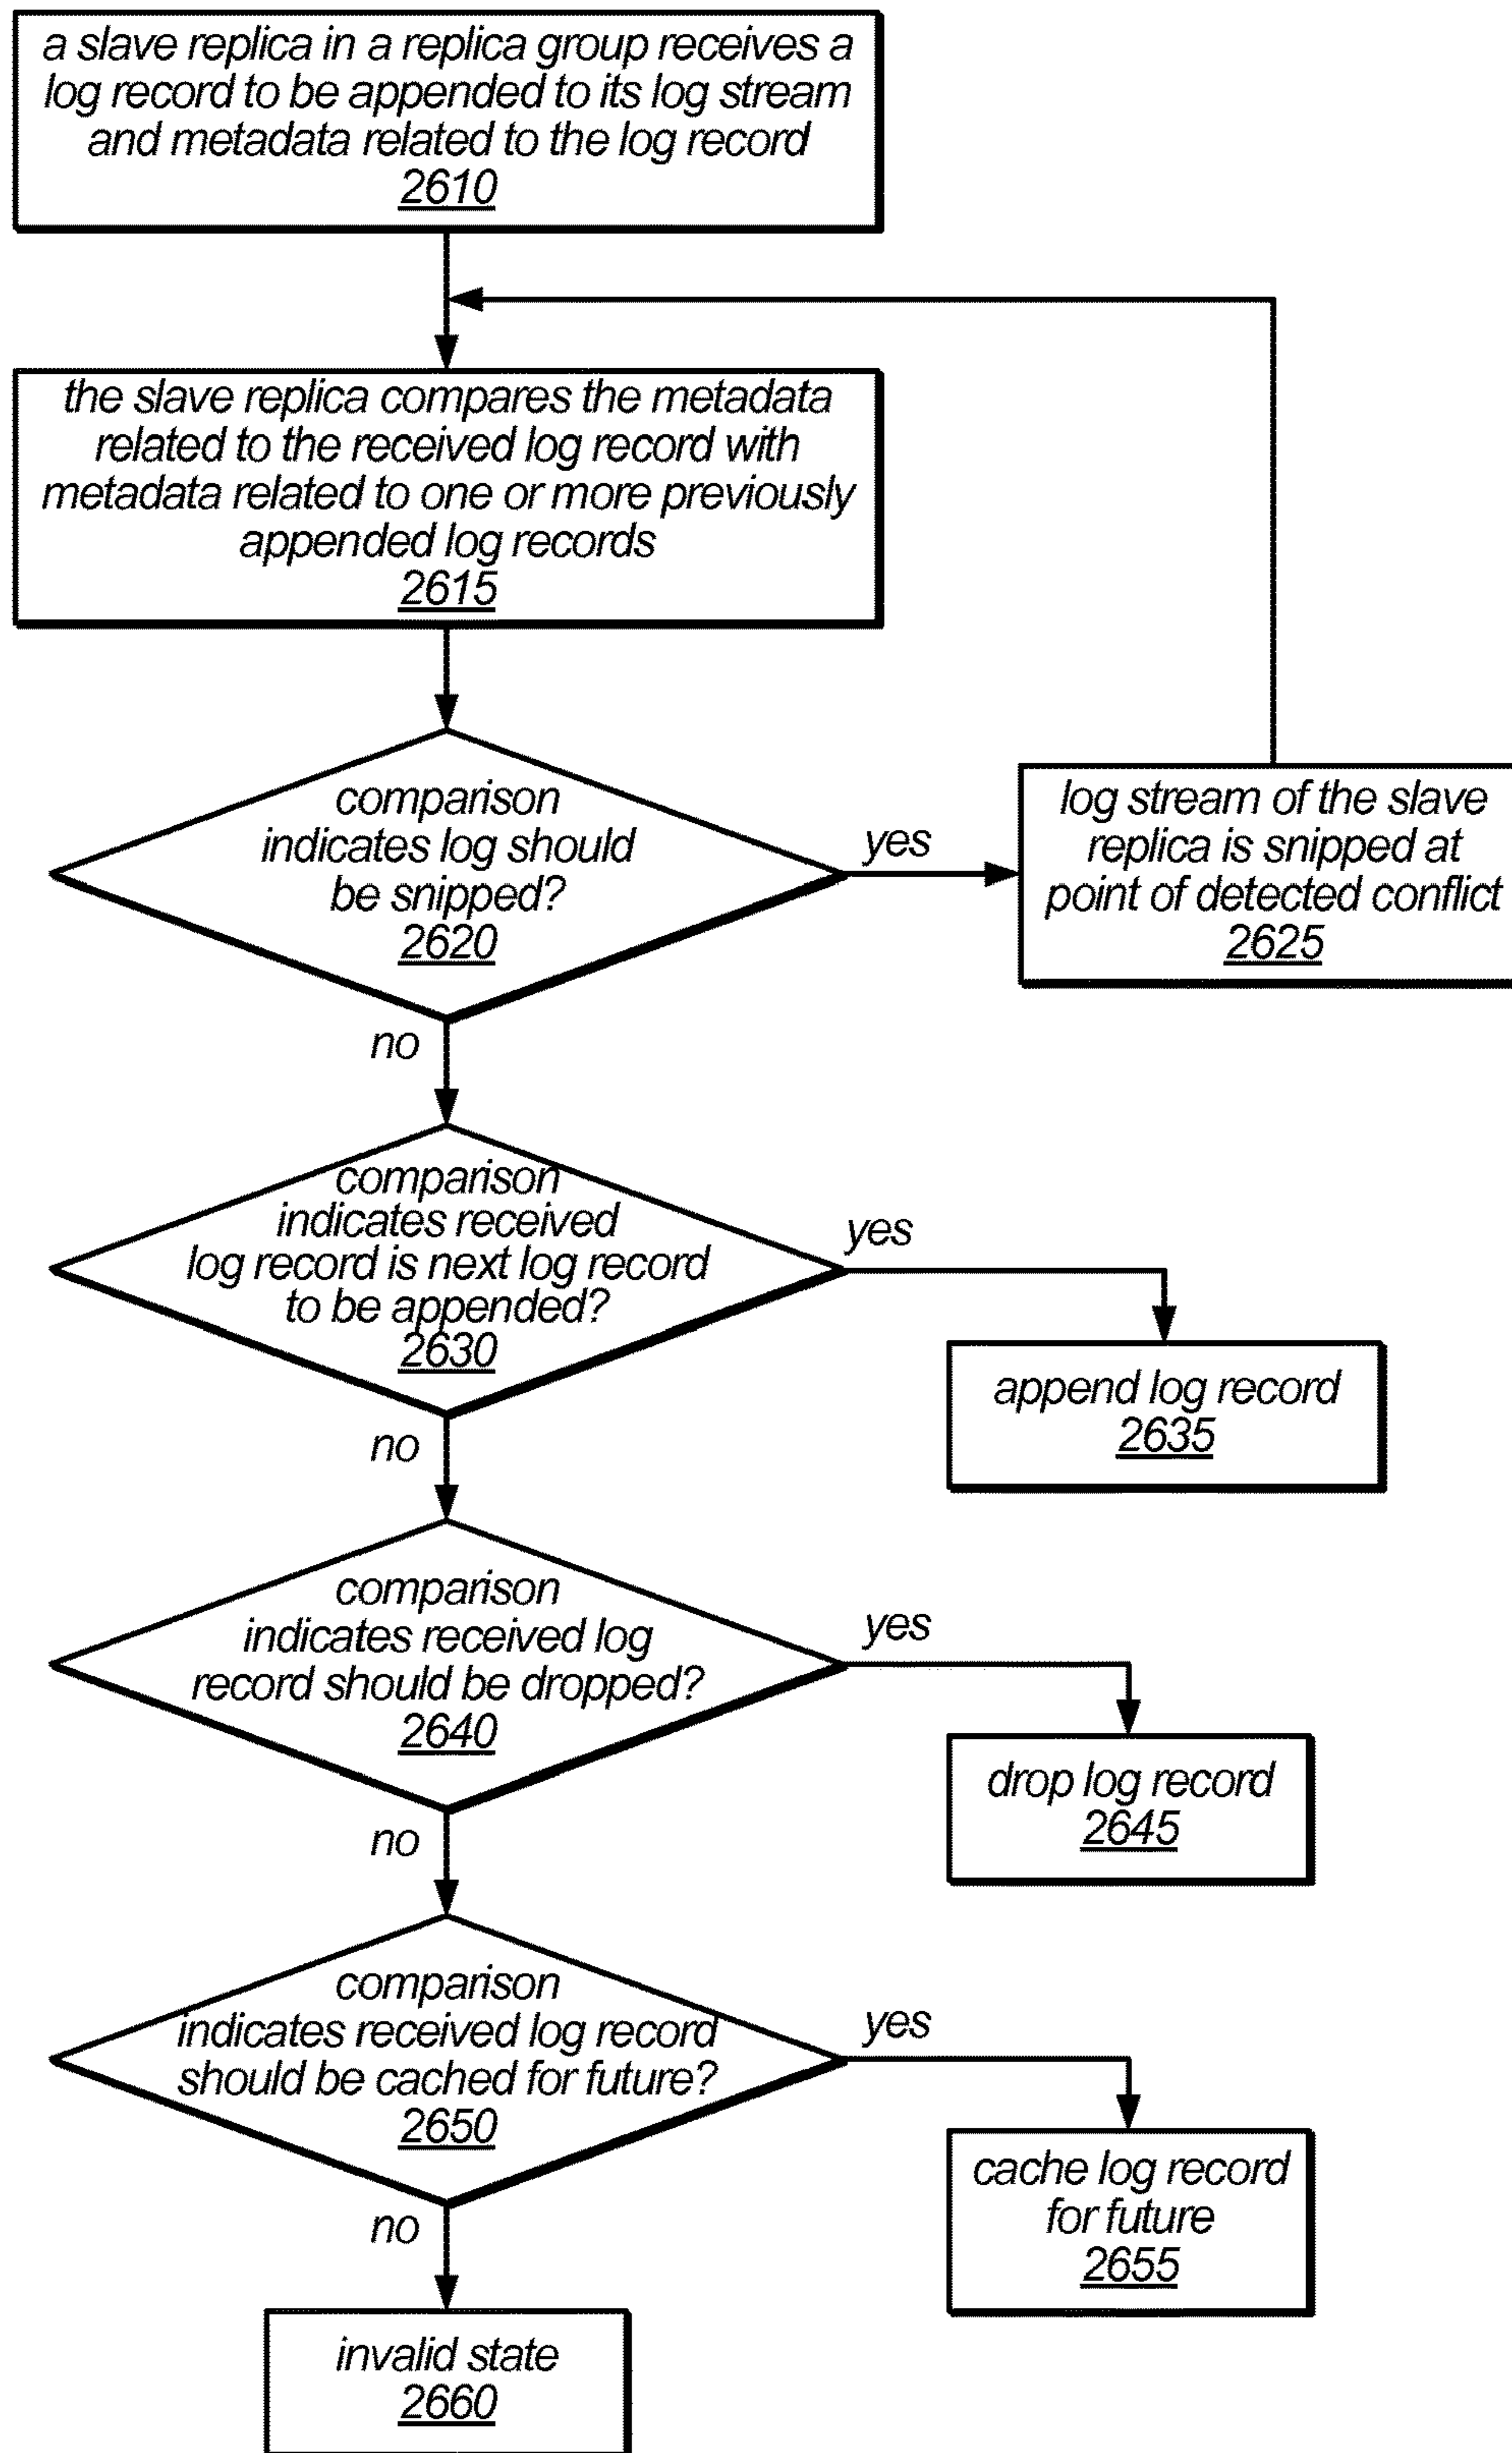 a slave replica in a replica group receives a
log record to be appended to its log stream
and metadata related to the log record
2610
the slave replica compares the metadata
related to the received log record with
metadata related to one or more previously
appended log records
2615
comparison
indicates log should
be snipped?
2620
yes
log stream of the slave
replica is snipped at
point of detected conflict
2625
no
comparison
indicates received
log record is next log record
to be appended?
2630
yes
append log record
2635
no
comparison
indicates received log
record should be dropped?
2640
yes
drop log record
2645
no
comparison
indicates received log record
should be cached for future?
2650
yes
cache log record
for future
2655
no
invalid state
2660